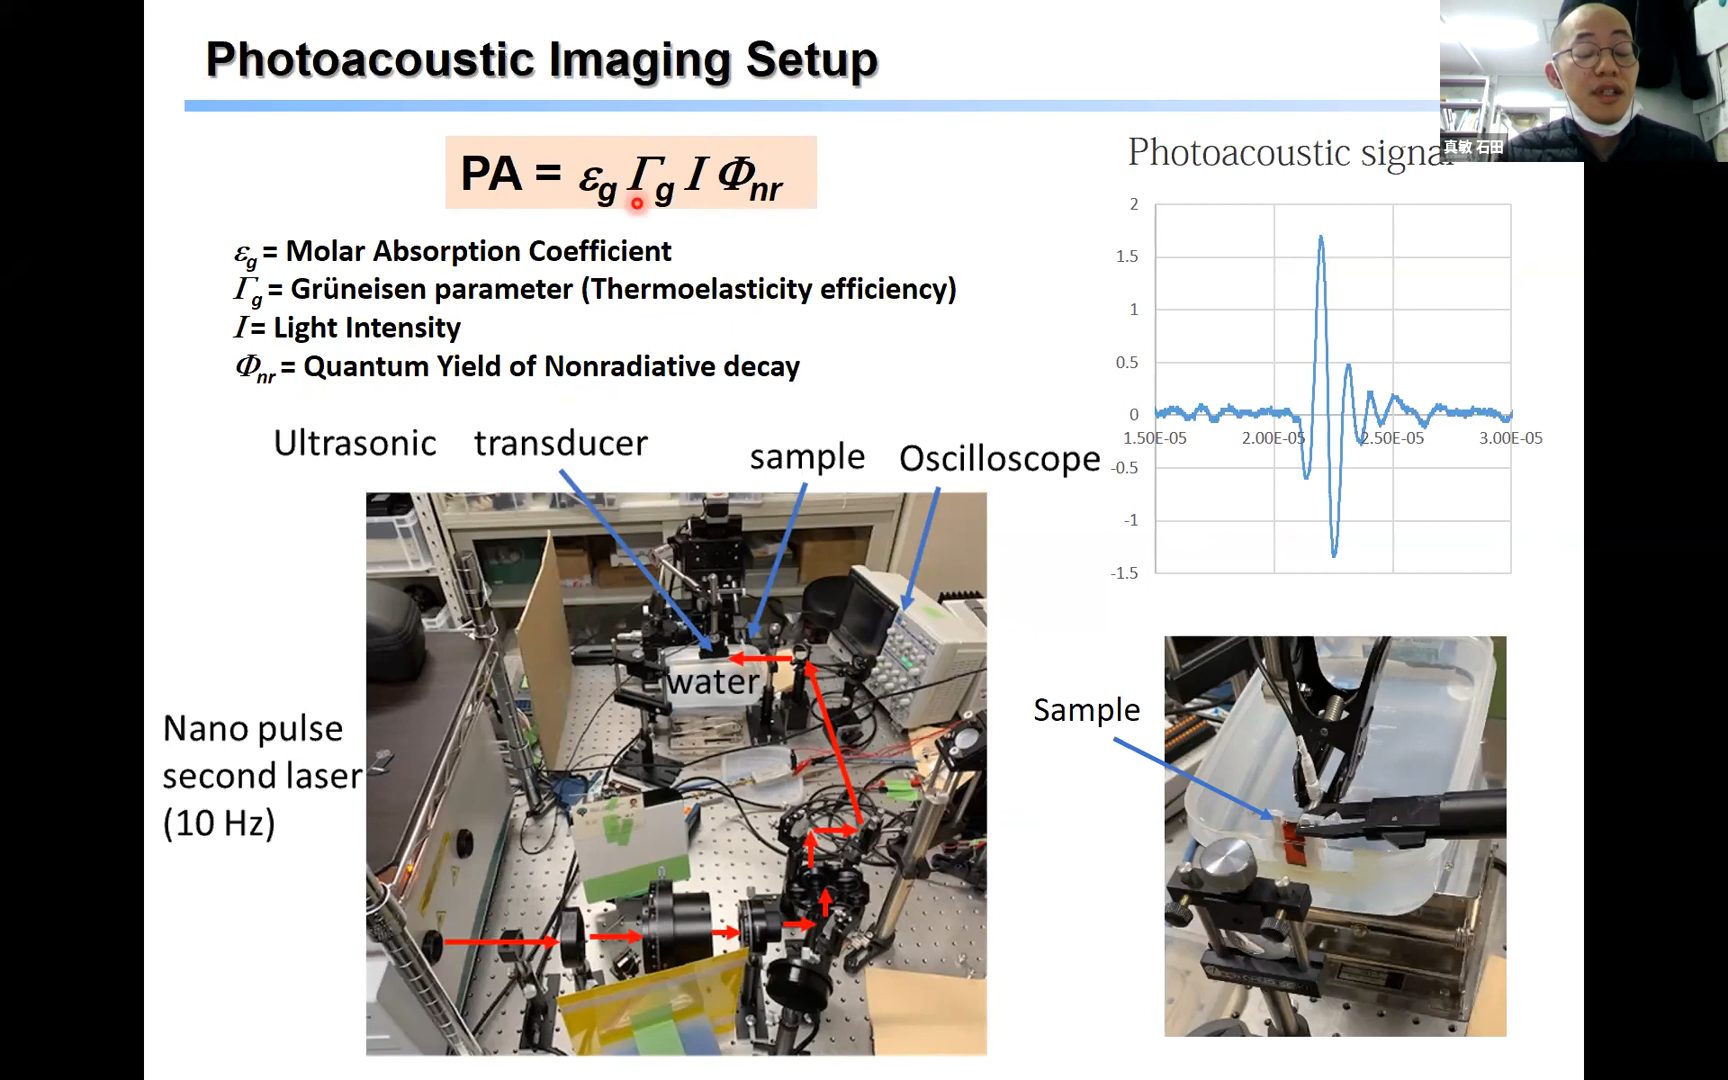 Photoacoustic Imaging Setup
真敏 石田
PA = εg Γg I Φnr
εg = Molar Absorption Coefficient
Γg = Grüneisen parameter (Thermoelasticity efficiency)
I = Light Intensity
Φnr = Quantum Yield of Nonradiative decay
Photoacoustic signal
2
1.5
1
0.5
0
-0.5
-1
-1.5
1.50E-05 2.00E-05 2.50E-05 3.00E-05
Ultrasonic transducer
sample
Oscilloscope
water
Nano pulse
second laser
(10 Hz)
Sample